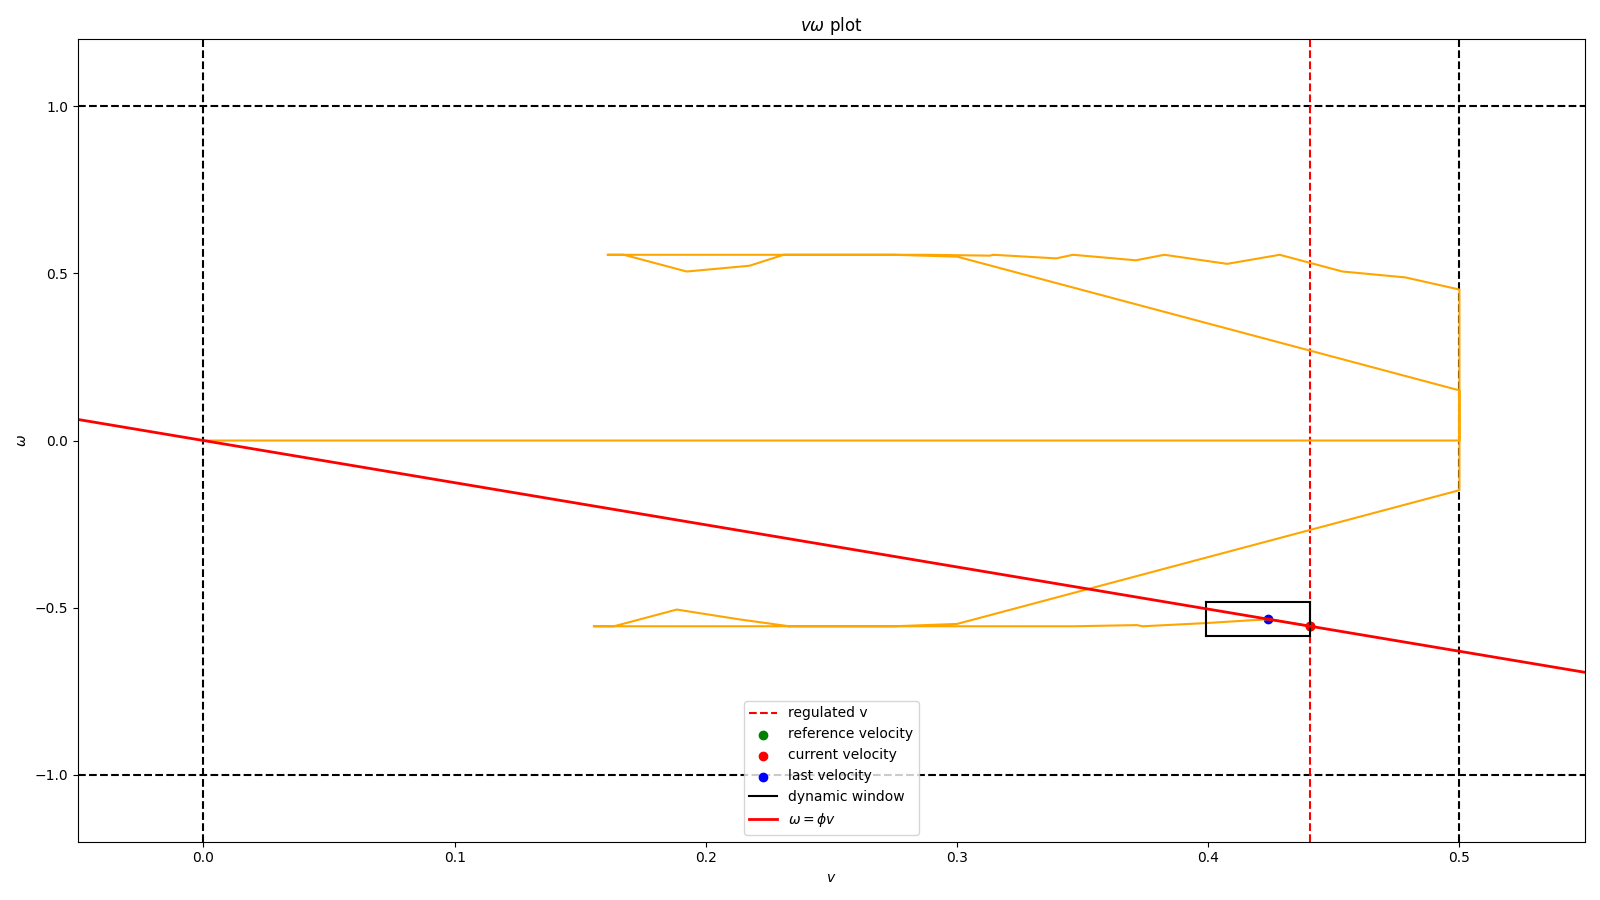 vω plot
1.0
0.5
0.0
−0.5
−1.0
ω
0.0 0.1 0.2 0.3 0.4 0.5
v
regulated v
reference velocity
current velocity
last velocity
dynamic window
ω = ϕv